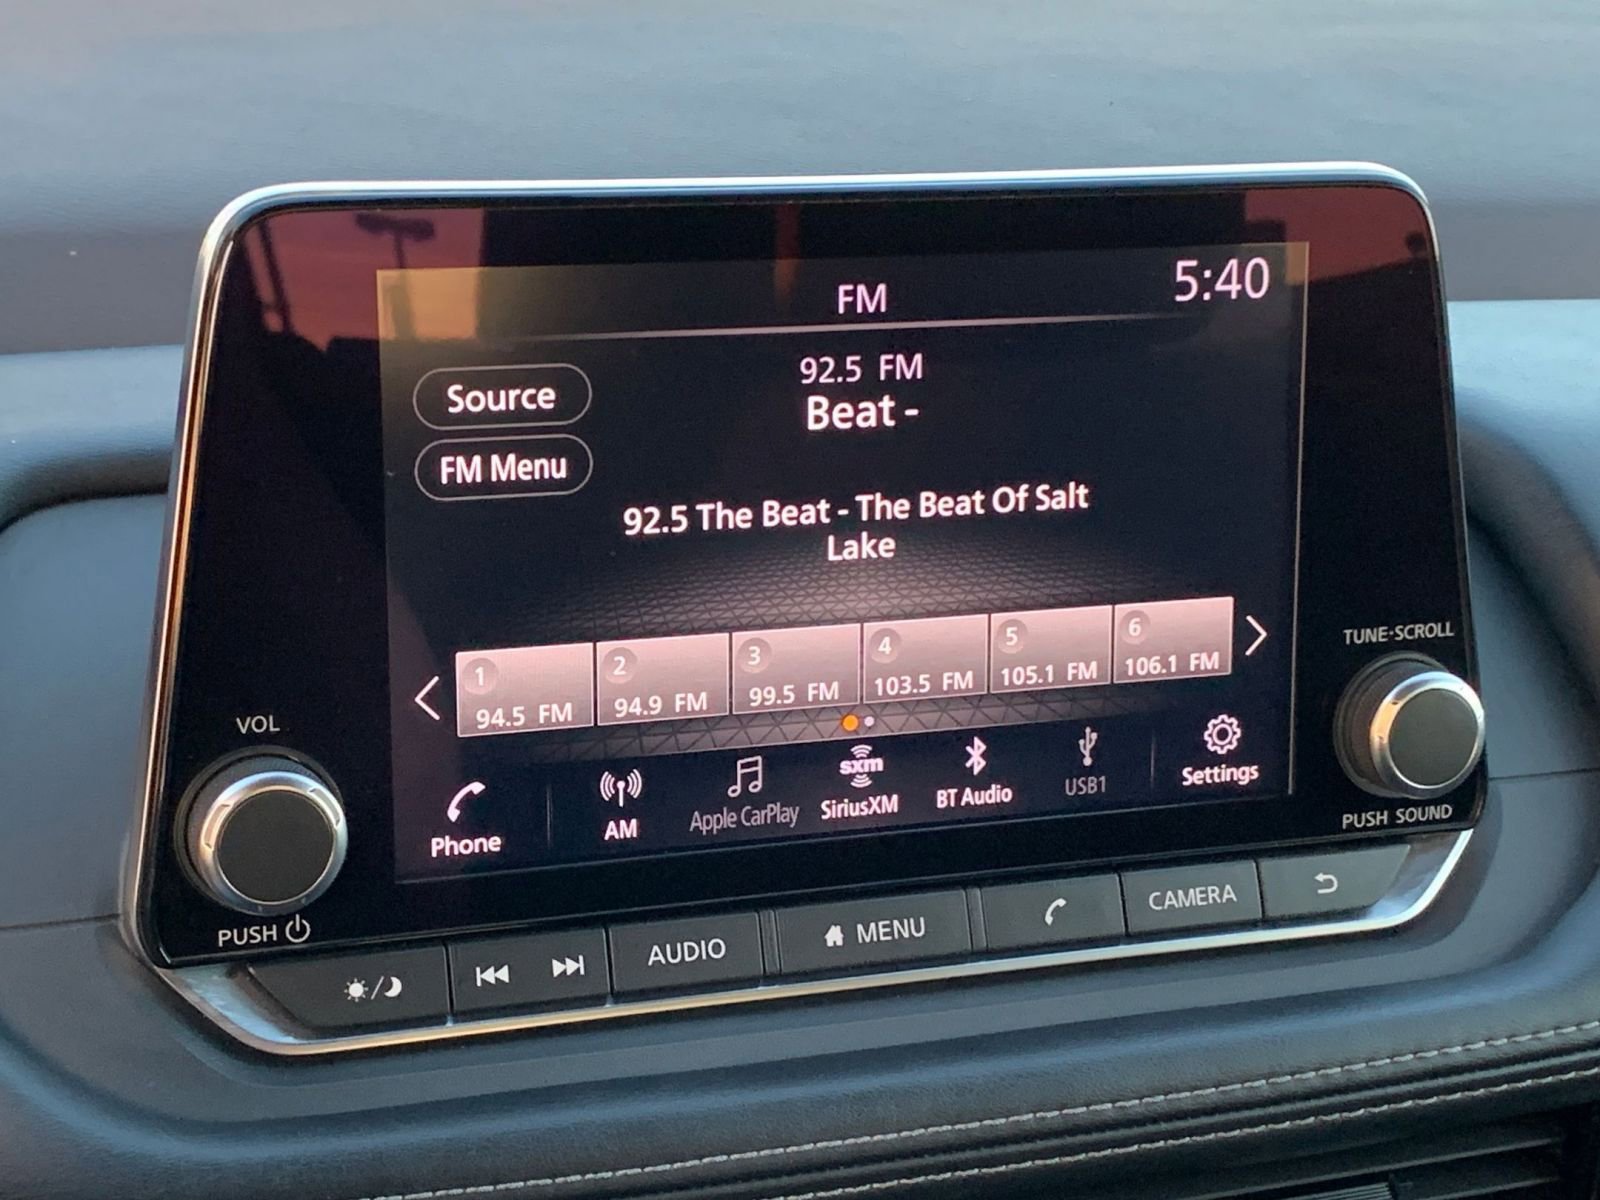 FM
5:40
Source
92.5 FM
Beat -
FM Menu
92.5 The Beat - The Beat Of Salt
Lake
1
94.5 FM
2
94.9 FM
3
99.5 FM
4
103.5 FM
5
105.1 FM
6
106.1 FM
Phone
AM
Apple CarPlay
sxm
SiriusXM
BT Audio
USB1
Settings
VOL
PUSH
TUNE·SCROLL
PUSH SOUND
AUDIO
MENU
CAMERA